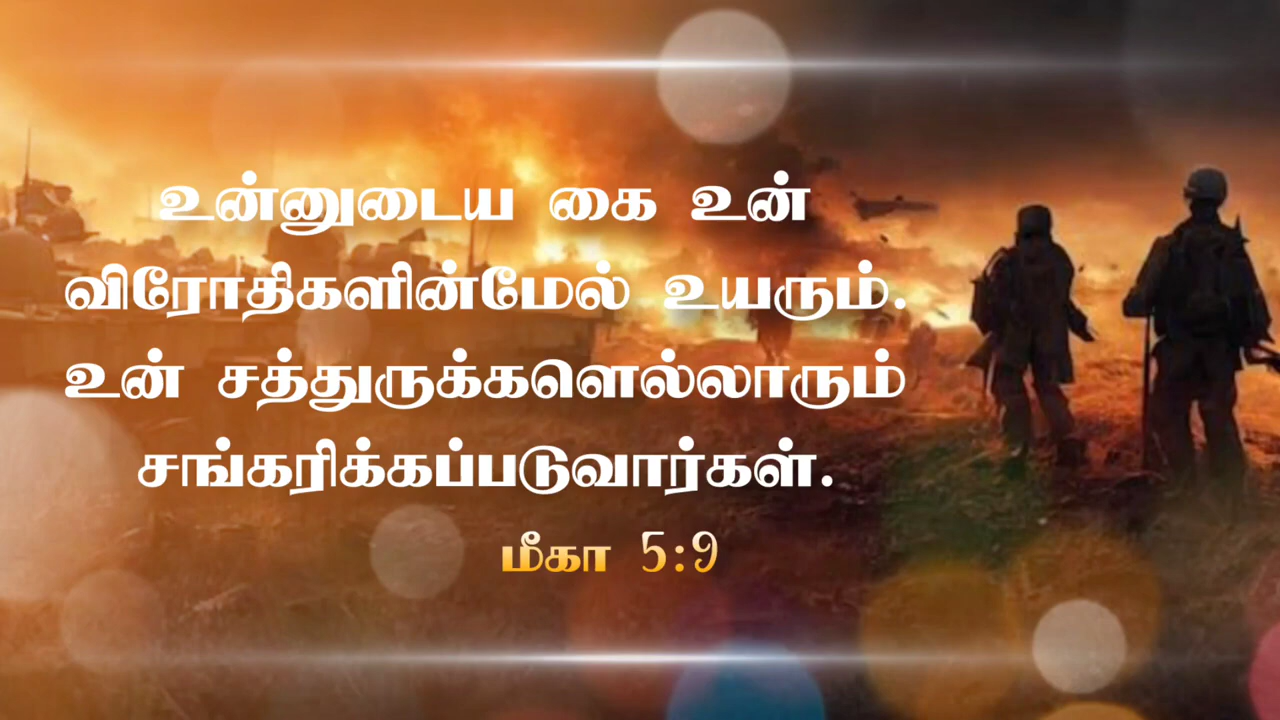 உன்னுடைய கை உன்
விரோதிகளின்மேல் உயரும்.
உன் சத்துருக்களெல்லாரும்
சங்கரிக்கப்படுவார்கள்.
மீகா 5:9